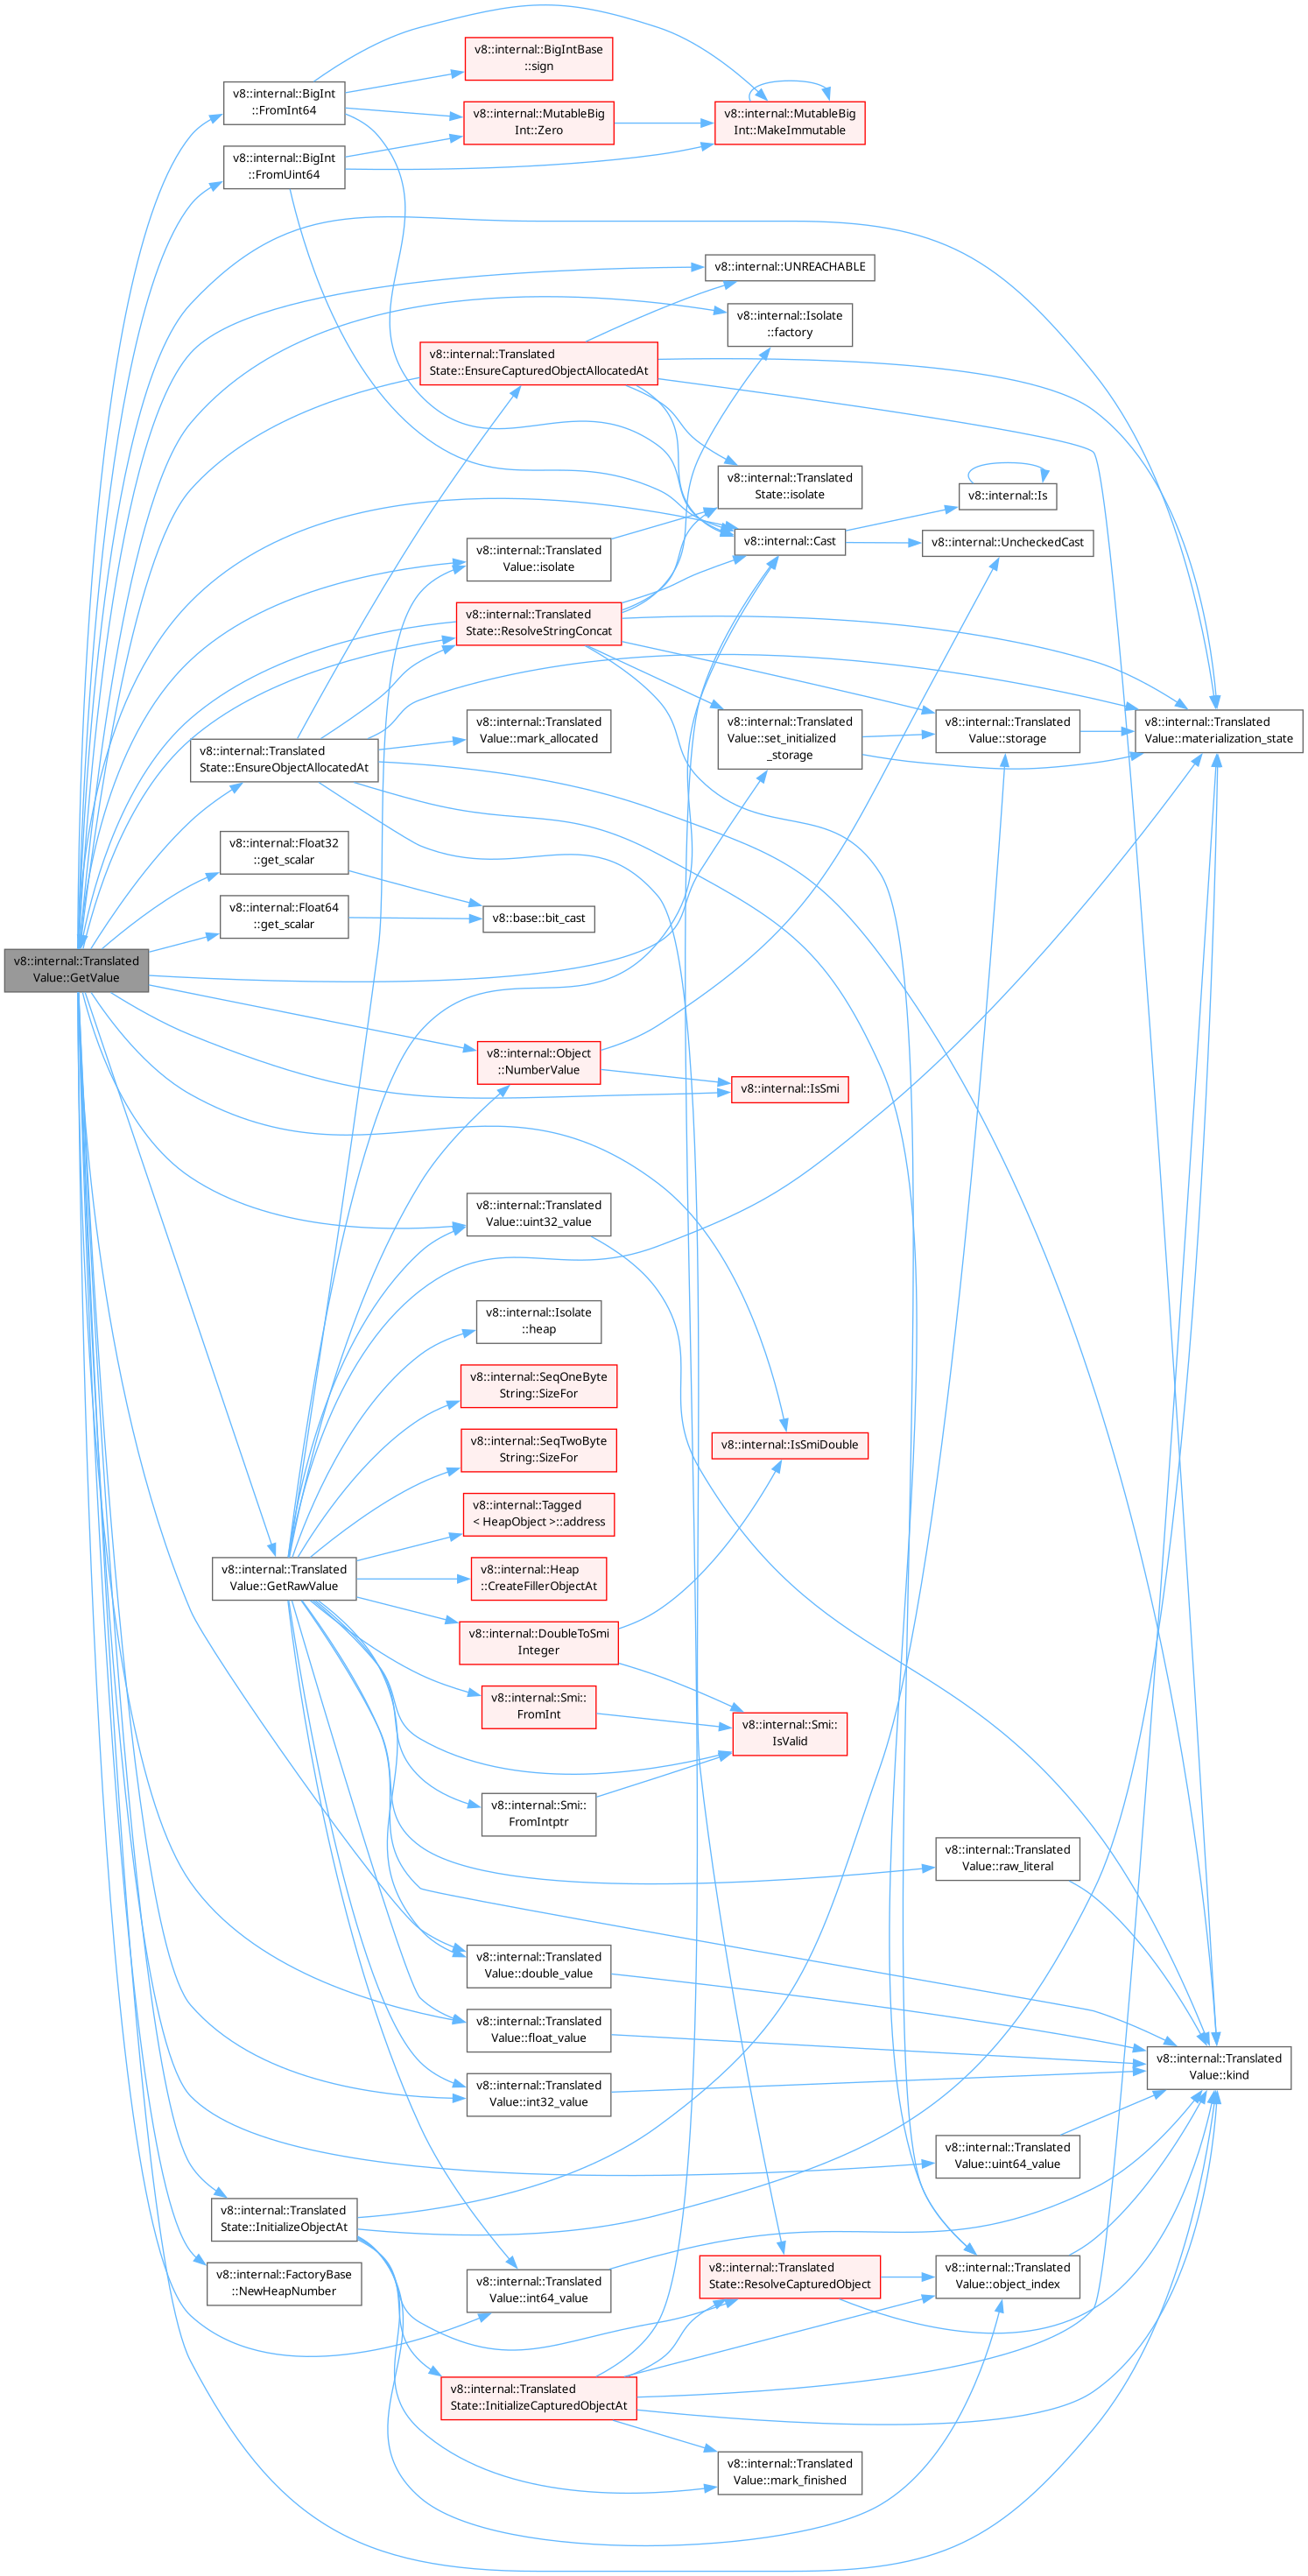 v8::internal::BigIntBase
::sign
v8::internal::BigInt
::FromInt64
v8::internal::MutableBig
Int::Zero
v8::internal::MutableBig
Int::MakeImmutable
v8::internal::BigInt
::FromUint64
v8::internal::UNREACHABLE
v8::internal::Isolate
::factory
v8::internal::Translated
State::EnsureCapturedObjectAllocatedAt
v8::internal::Translated
State::isolate
v8::internal::Is
v8::internal::Cast
v8::internal::UncheckedCast
v8::internal::Translated
Value::isolate
v8::internal::Translated
State::ResolveStringConcat
v8::internal::Translated
Value::mark_allocated
v8::internal::Translated
Value::set_initialized
_storage
v8::internal::Translated
Value::storage
v8::internal::Translated
Value::materialization_state
v8::internal::Translated
State::EnsureObjectAllocatedAt
v8::internal::Float32
::get_scalar
v8::internal::Float64
::get_scalar
v8::base::bit_cast
v8::internal::Translated
Value::GetValue
v8::internal::Object
::NumberValue
v8::internal::IsSmi
v8::internal::Translated
Value::uint32_value
v8::internal::Isolate
::heap
v8::internal::SeqOneByte
String::SizeFor
v8::internal::SeqTwoByte
String::SizeFor
v8::internal::IsSmiDouble
v8::internal::Tagged
< HeapObject >::address
v8::internal::Translated
Value::GetRawValue
v8::internal::Heap
::CreateFillerObjectAt
v8::internal::DoubleToSmi
Integer
v8::internal::Smi::
FromInt
v8::internal::Smi::
IsValid
v8::internal::Smi::
FromIntptr
v8::internal::Translated
Value::raw_literal
v8::internal::Translated
Value::double_value
v8::internal::Translated
Value::float_value
v8::internal::Translated
Value::kind
v8::internal::Translated
Value::int32_value
v8::internal::Translated
Value::uint64_value
v8::internal::Translated
State::InitializeObjectAt
v8::internal::FactoryBase
::NewHeapNumber
v8::internal::Translated
Value::int64_value
v8::internal::Translated
State::ResolveCapturedObject
v8::internal::Translated
Value::object_index
v8::internal::Translated
State::InitializeCapturedObjectAt
v8::internal::Translated
Value::mark_finished